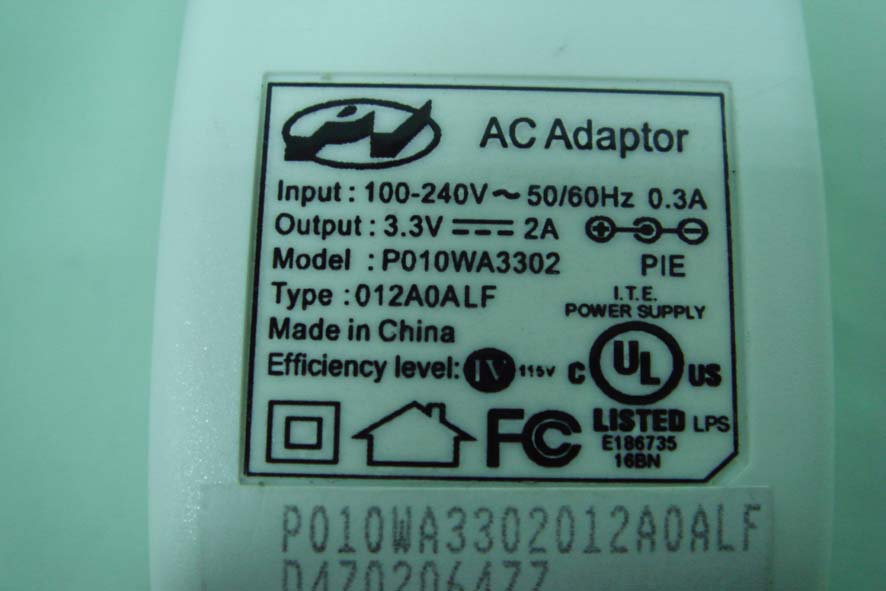 AC Adaptor
Input : 100-240V ~ 50/60Hz 0.3A
Output : 3.3V ⎓ 2A
Model : P010WA3302 PIE
Type : 012A0ALF
I.T.E.
POWER SUPPLY
Made in China
Efficiency level: IV 115V
C UL US
FC
LISTED LPS
E186735
16BN
P010WA3302012A0ALF